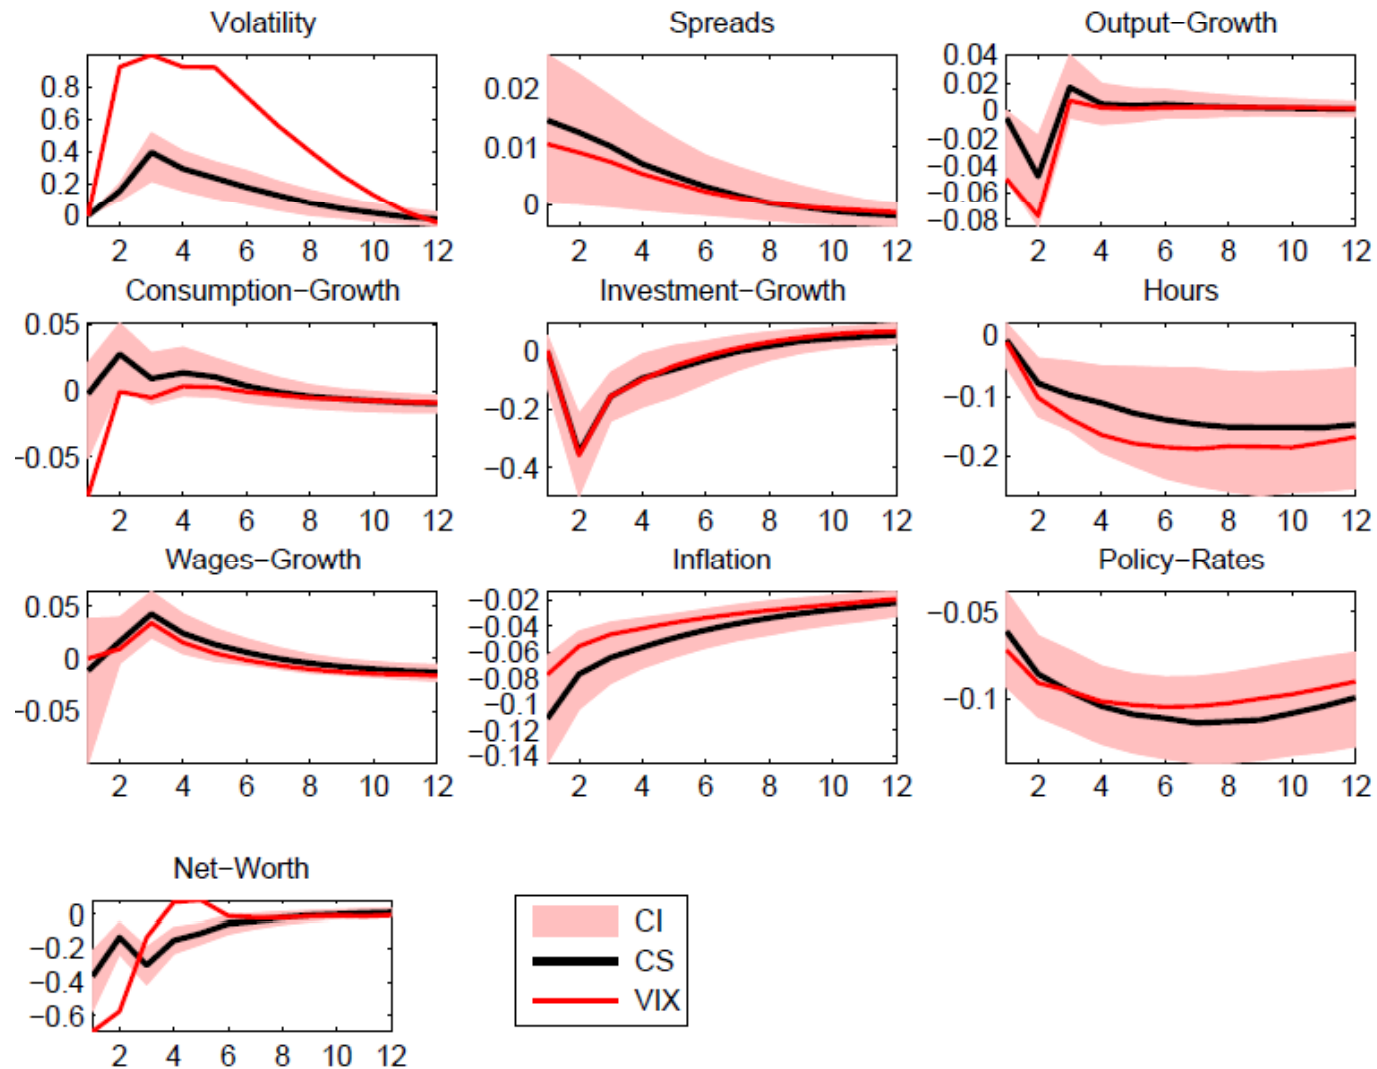 Volatility Spreads Output−Growth
0.8
0.6
0.4
0.2
0
2 4 6 8 10 12
0.02
0.01
0
2 4 6 8 10 12
0.04
0.02
0
−0.02
−0.04
−0.06
−0.08
2 4 6 8 10 12
Consumption−Growth Investment−Growth Hours
0.05
0
−0.05
2 4 6 8 10 12
0
−0.2
−0.4
2 4 6 8 10 12
0
−0.1
−0.2
2 4 6 8 10 12
Wages−Growth Inflation Policy−Rates
0.05
0
−0.05
2 4 6 8 10 12
−0.02
−0.04
−0.06
−0.08
−0.1
−0.12
−0.14
2 4 6 8 10 12
−0.05
−0.1
2 4 6 8 10 12
Net−Worth
0
−0.2
−0.4
−0.6
2 4 6 8 10 12
CI
CS
VIX